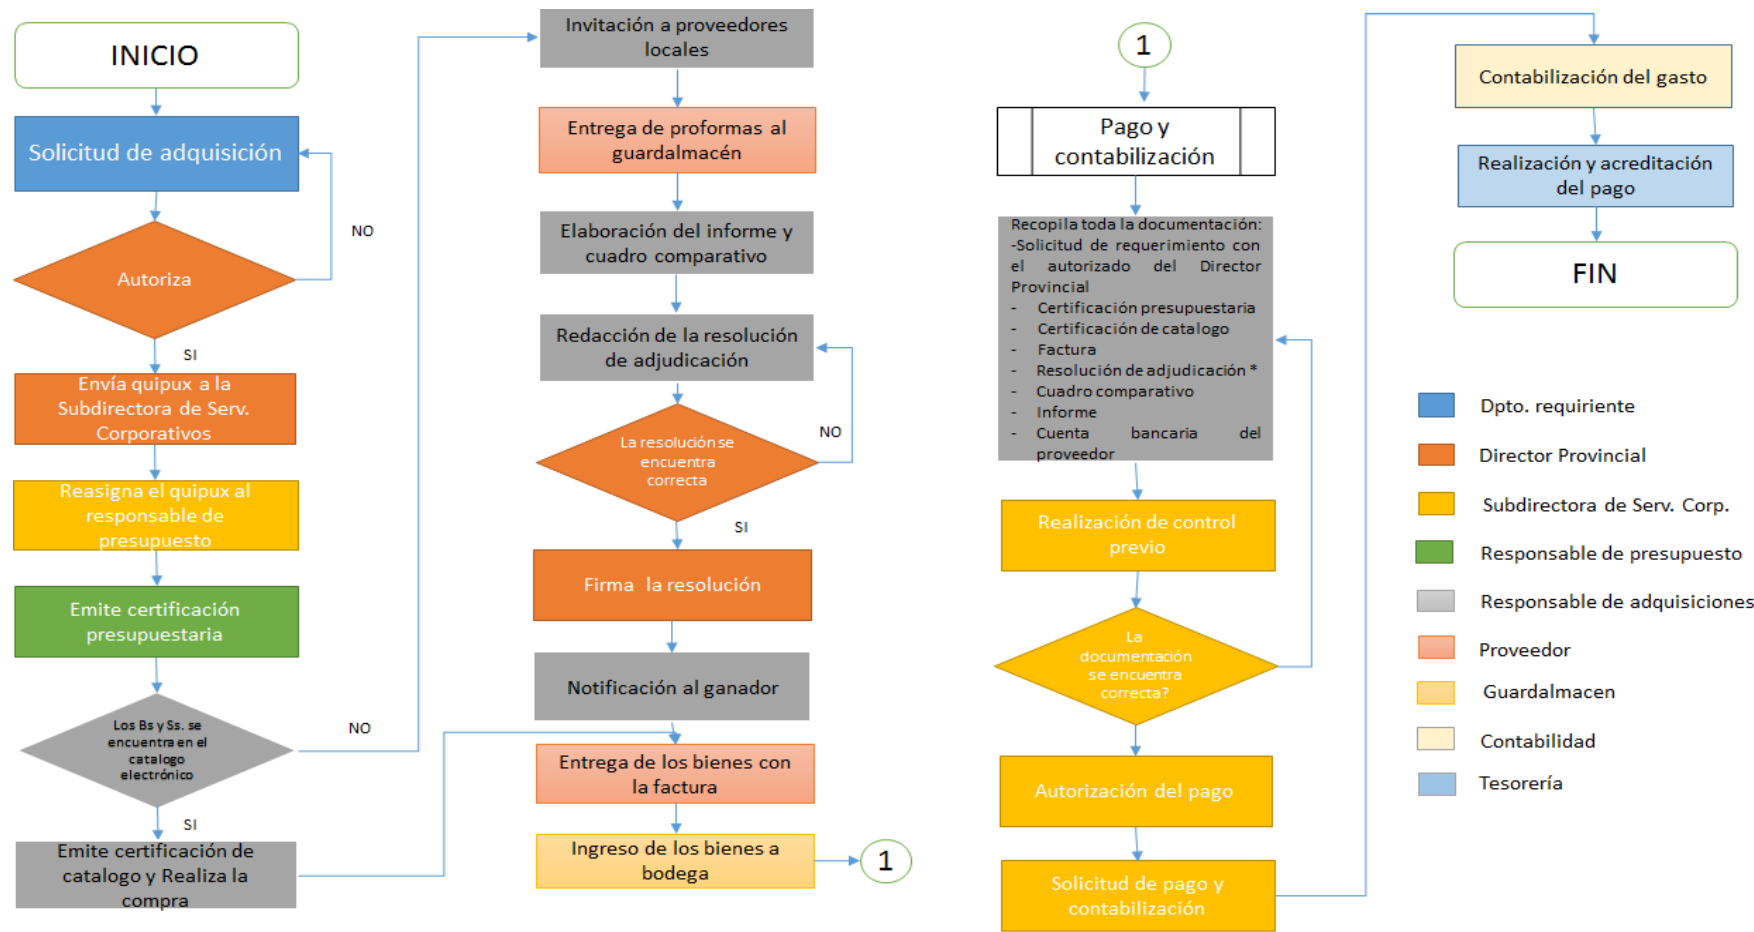 INICIO
Solicitud de adquisición
NO
Autoriza
SI
Envía quipux a la
Subdirectora de Serv.
Corporativos
Reasigna el quipux al
responsable de
presupuesto
Emite certificación
presupuestaria
Los Bs y Ss. se
encuentra en el
catalogo
electrónico
NO
SI
Emite certificación de
catalogo y Realiza la
compra
Invitación a proveedores
locales
Entrega de proformas al
guardalmacén
Elaboración del informe y
cuadro comparativo
Redacción de la resolución
de adjudicación
NO
La resolución se
encuentra
correcta
SI
Firma la resolución
Notificación al ganador
Entrega de los bienes con
la factura
Ingreso de los bienes a
bodega
1
1
Pago y
contabilización
Recopila toda la documentación:
-Solicitud de requerimiento con
el autorizado del Director
Provincial
- Certificación presupuestaria
- Certificación de catalogo
- Factura
- Resolución de adjudicación *
- Cuadro comparativo
- Informe
- Cuenta bancaria del
proveedor
Realización de control
previo
La
documentación
se encuentra
correcta?
Autorización del pago
Solicitud de pago y
contabilización
Contabilización del gasto
Realización y acreditación
del pago
FIN
Dpto. requiriente
Director Provincial
Subdirectora de Serv. Corp.
Responsable de presupuesto
Responsable de adquisiciones
Proveedor
Guardalmacen
Contabilidad
Tesorería